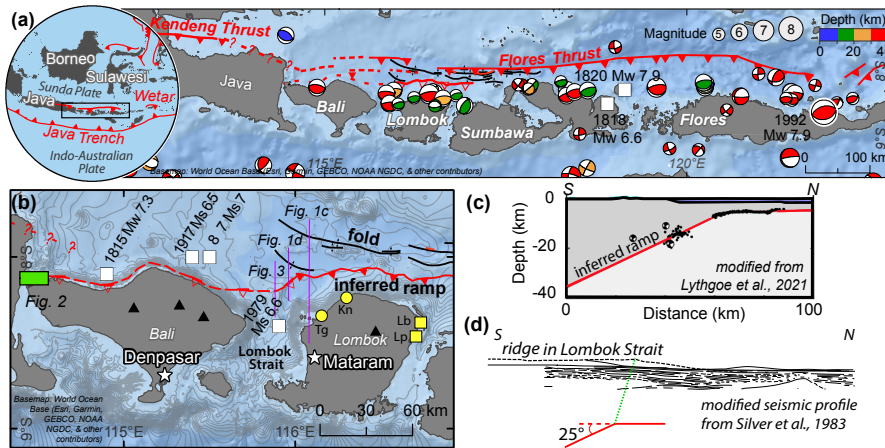 (a)
Kendeng Thrust
?
?
Flores Thrust
Magnitude 5 6 7 8
Depth (km)
0 20 40
Borneo
Sulawesi
Sunda Plate
Java
Wetar
Java Trench
Indo-Australian
Plate
Java
Bali
Lombok
Sumbawa
Flores
1820 Mw 7.9
1818
Mw 6.6
1992
Mw 7.9
8°S
9°S
115°E
120°E
100 km
Basemap: World Ocean Base (Esri, Garmin, GEBCO, NOAA NGDC, & other contributors)
(b)
1815 Mw 7.3
1917 Ms 6.5
8 7 Ms 7
Fig. 1c
Fig. 1d
Fig. 3
fold
inferred ramp
?
?
Fig. 2
1979
Ms 6.6
Kn
Tg
Lb
Lp
Bali
Lombok
Lombok
Strait
Denpasar
Mataram
8°S
9°S
115°E
116°E
0 30 60 km
Basemap: World Ocean
Base (Esri, Garmin,
GEBCO, NOAA
NGDC, & other
contributors)
(c)
S
N
Depth (km)
0
-20
-40
inferred ramp
modified from
Lythgoe et al., 2021
0
100
Distance (km)
(d)
S
N
ridge in Lombok Strait
25°
modified seismic profile
from Silver et al., 1983